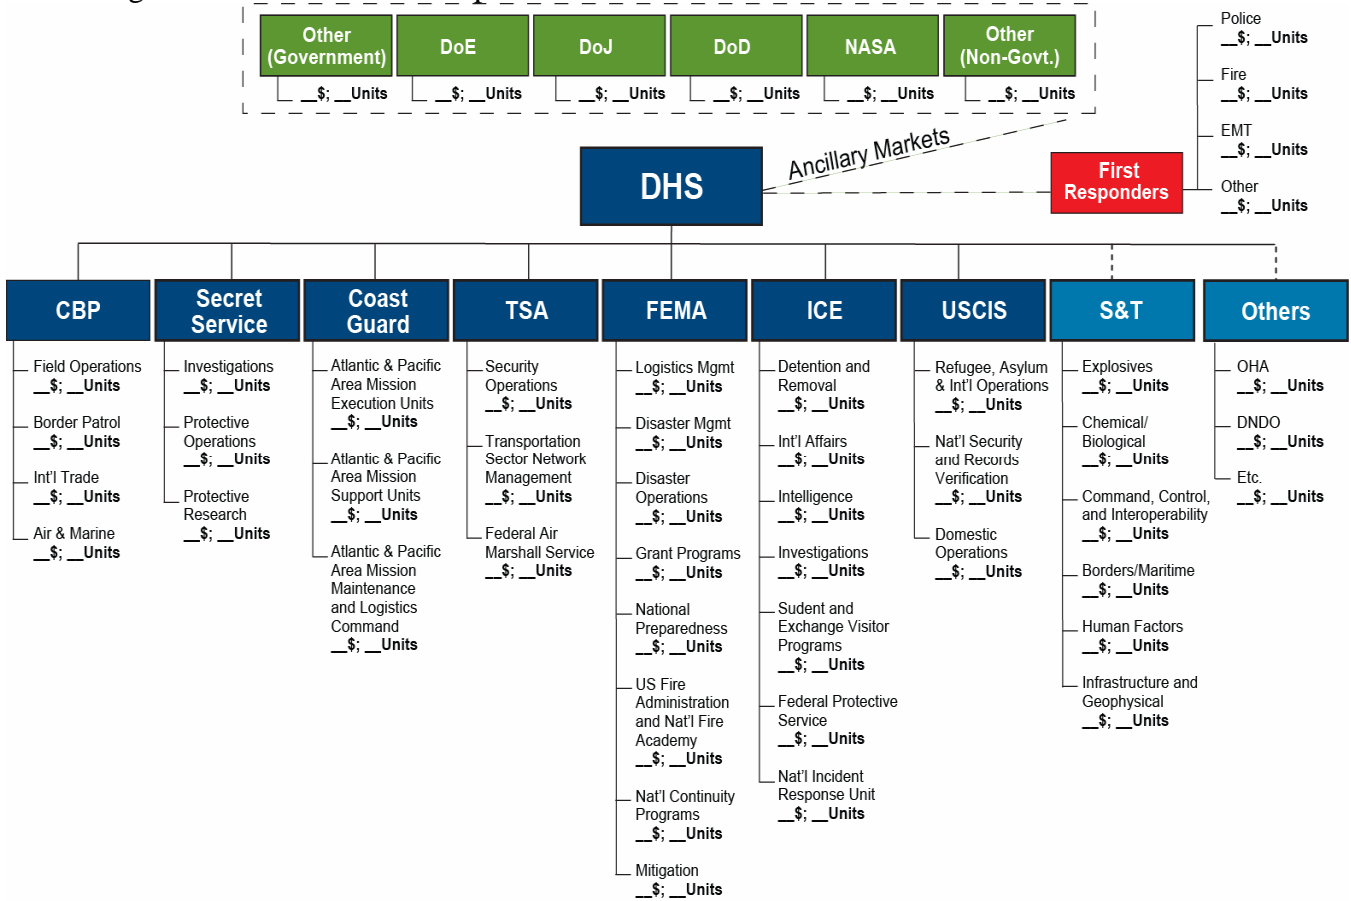 Other
(Government)
__$; __Units
DoE
__$; __Units
DoJ
__$; __Units
DoD
__$; __Units
NASA
__$; __Units
Other
(Non-Govt.)
__$; __Units
Ancillary Markets
DHS
First
Responders
Police
__$; __Units
Fire
__$; __Units
EMT
__$; __Units
Other
__$; __Units
CBP
Field Operations
__$; __Units
Border Patrol
__$; __Units
Int'l Trade
__$; __Units
Air & Marine
__$; __Units
Secret
Service
Investigations
__$; __Units
Protective
Operations
__$; __Units
Protective
Research
__$; __Units
Coast
Guard
Atlantic & Pacific
Area Mission
Execution Units
__$; __Units
Atlantic & Pacific
Area Mission
Support Units
__$; __Units
Atlantic & Pacific
Area Mission
Maintenance
and Logistics
Command
__$; __Units
TSA
Security
Operations
__$; __Units
Transportation
Sector Network
Management
__$; __Units
Federal Air
Marshall Service
__$; __Units
FEMA
Logistics Mgmt
__$; __Units
Disaster Mgmt
__$; __Units
Disaster
Operations
__$; __Units
Grant Programs
__$; __Units
National
Preparedness
__$; __Units
US Fire
Administration
and Nat'l Fire
Academy
__$; __Units
Nat'l Continuity
Programs
__$; __Units
Mitigation
__$; __Units
ICE
Detention and
Removal
__$; __Units
Int'l Affairs
__$; __Units
Intelligence
__$; __Units
Investigations
__$; __Units
Sudent and
Exchange Visitor
Programs
__$; __Units
Federal Protective
Service
__$; __Units
Nat'l Incident
Response Unit
__$; __Units
USCIS
Refugee, Asylum
& Int'l Operations
__$; __Units
Nat'l Security
and Records
Verification
__$; __Units
Domestic
Operations
__$; __Units
S&T
Explosives
__$; __Units
Chemical/
Biological
__$; __Units
Command, Control,
and Interoperability
__$; __Units
Borders/Maritime
__$; __Units
Human Factors
__$; __Units
Infrastructure and
Geophysical
__$; __Units
Others
OHA
__$; __Units
DNDO
__$; __Units
Etc.
__$; __Units